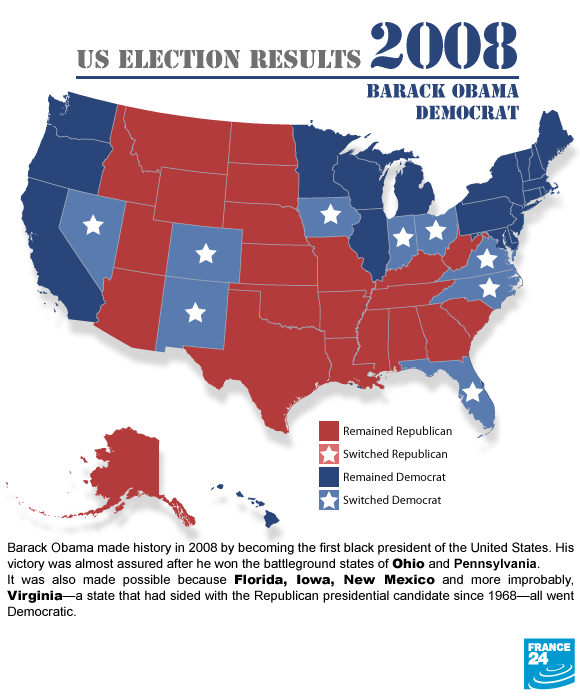 US ELECTION RESULTS 2008
BARACK OBAMA
DEMOCRAT
Remained Republican
Switched Republican
Remained Democrat
Switched Democrat
Barack Obama made history in 2008 by becoming the first black president of the United States. His
victory was almost assured after he won the battleground states of Ohio and Pennsylvania.
It was also made possible because Florida, Iowa, New Mexico and more improbably,
Virginia—a state that had sided with the Republican presidential candidate since 1968—all went
Democratic.
FRANCE
24